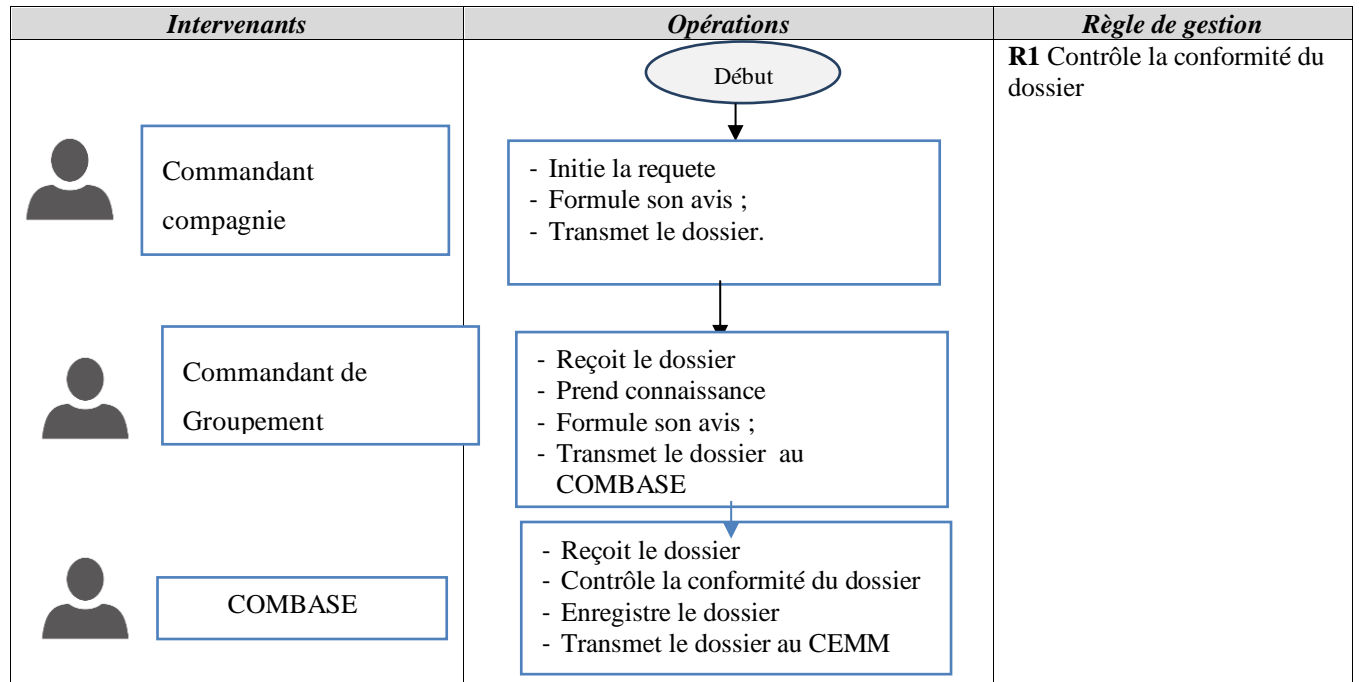 Intervenants
Opérations
Règle de gestion
Début
R1 Contrôle la conformité du
dossier
Commandant
compagnie
- Initie la requete
- Formule son avis ;
- Transmet le dossier.
Commandant de
Groupement
- Reçoit le dossier
- Prend connaissance
- Formule son avis ;
- Transmet le dossier au
COMBASE
COMBASE
- Reçoit le dossier
- Contrôle la conformité du dossier
- Enregistre le dossier
- Transmet le dossier au CEMM